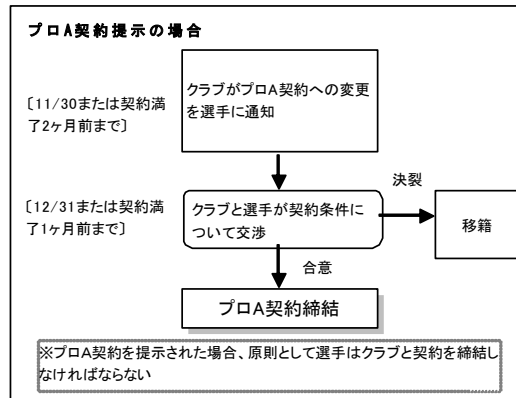 プロA契約提示の場合
〔11/30または契約満
了2ヶ月前まで〕
クラブがプロA契約への変更
を選手に通知
〔12/31または契約満
了1ヶ月前まで〕
クラブと選手が契約条件に
ついて交渉
決裂
移籍
合意
プロA契約締結
※プロA契約を提示された場合、原則として選手はクラブと契約を締結し
なければならない